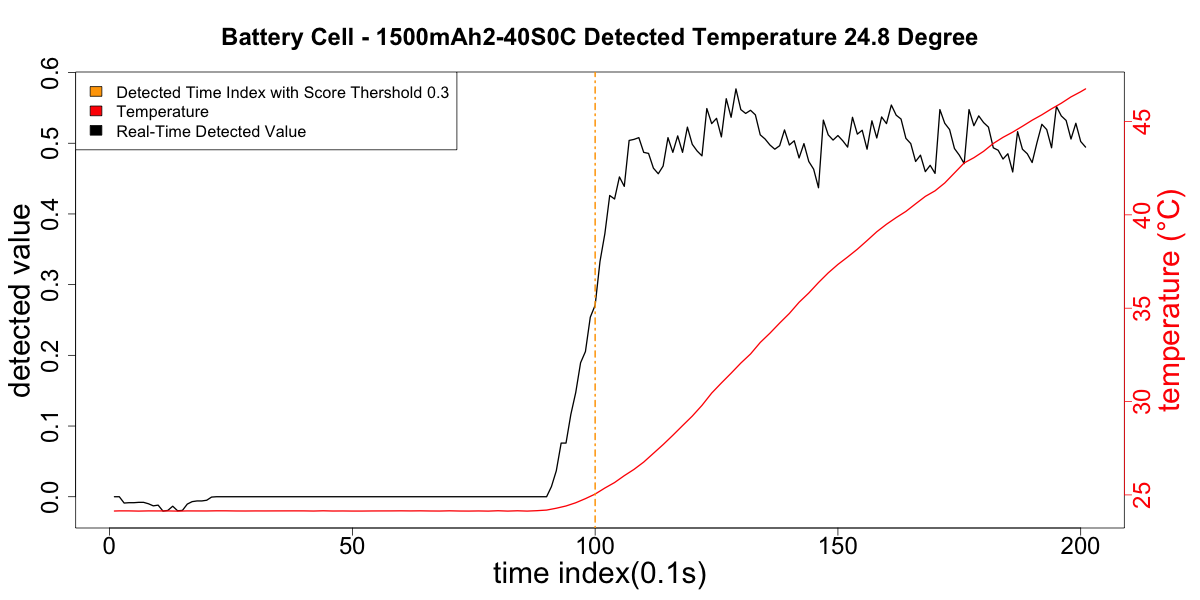 Battery Cell - 1500mAh2-40S0C Detected Temperature 24.8 Degree
Detected Time Index with Score Thershold 0.3
Temperature
Real-Time Detected Value
detected value
0.0
0.1
0.2
0.3
0.4
0.5
0.6
0
50
100
150
200
time index(0.1s)
25
30
35
40
45
temperature (°C)